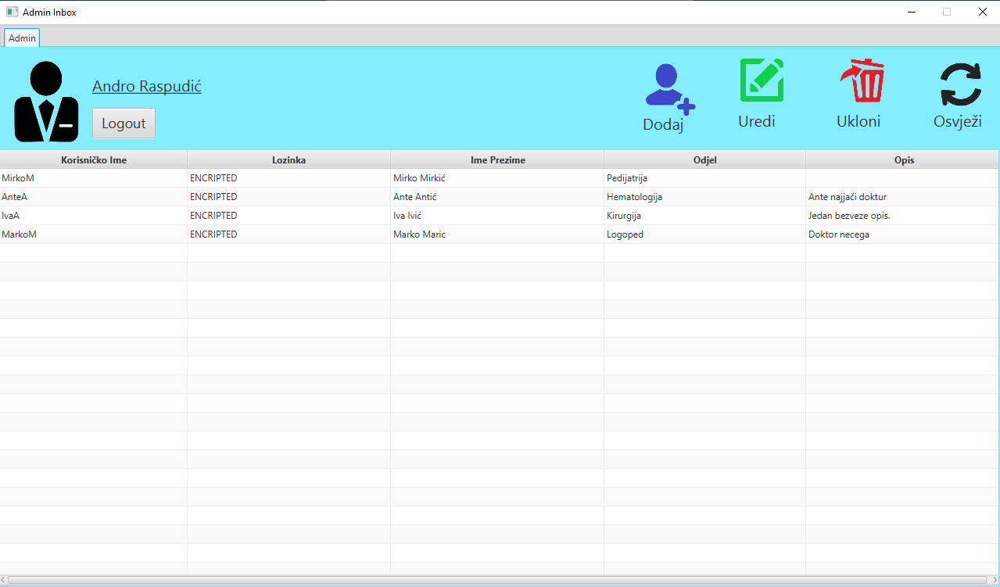 Admin Inbox
Admin
Andro Raspudić
Logout
Dodaj
Uredi
Ukloni
Osvježi
Korisničko Ime Lozinka Ime Prezime Odjel Opis
MirkoM ENCRIPTED Mirko Mirkić Pedijatrija
AnteA ENCRIPTED Ante Antić Hematologija Ante najjači doktur
IvaA ENCRIPTED Iva Ivić Kirurgija Jedan bezveze opis.
MarkoM ENCRIPTED Marko Maric Logoped Doktor necega